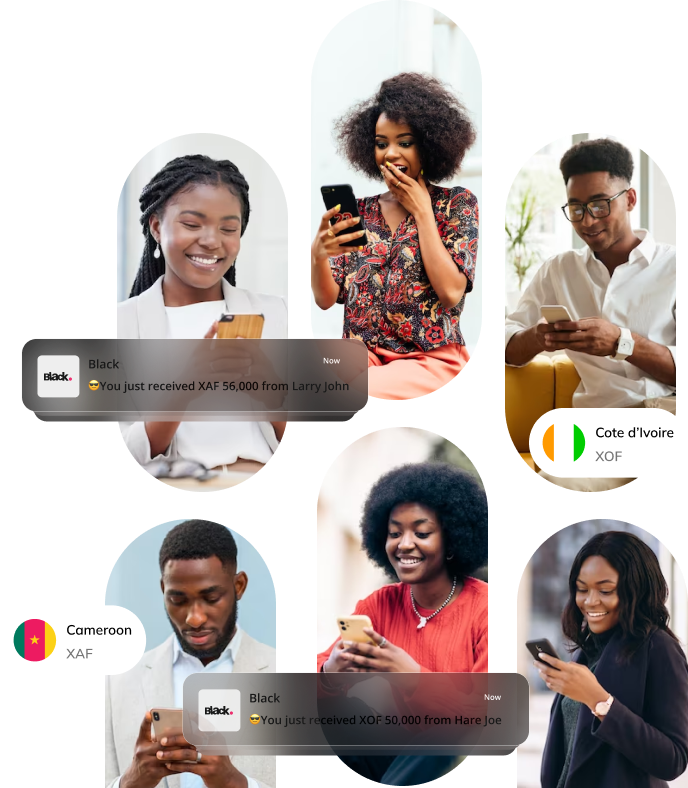 Black
Now
Black.
😎You just received XAF 56,000 from Larry John
Cote d'Ivoire
XOF
Cameroon
XAF
Black
Now
Black.
😎You just received XOF 50,000 from Hare Joe